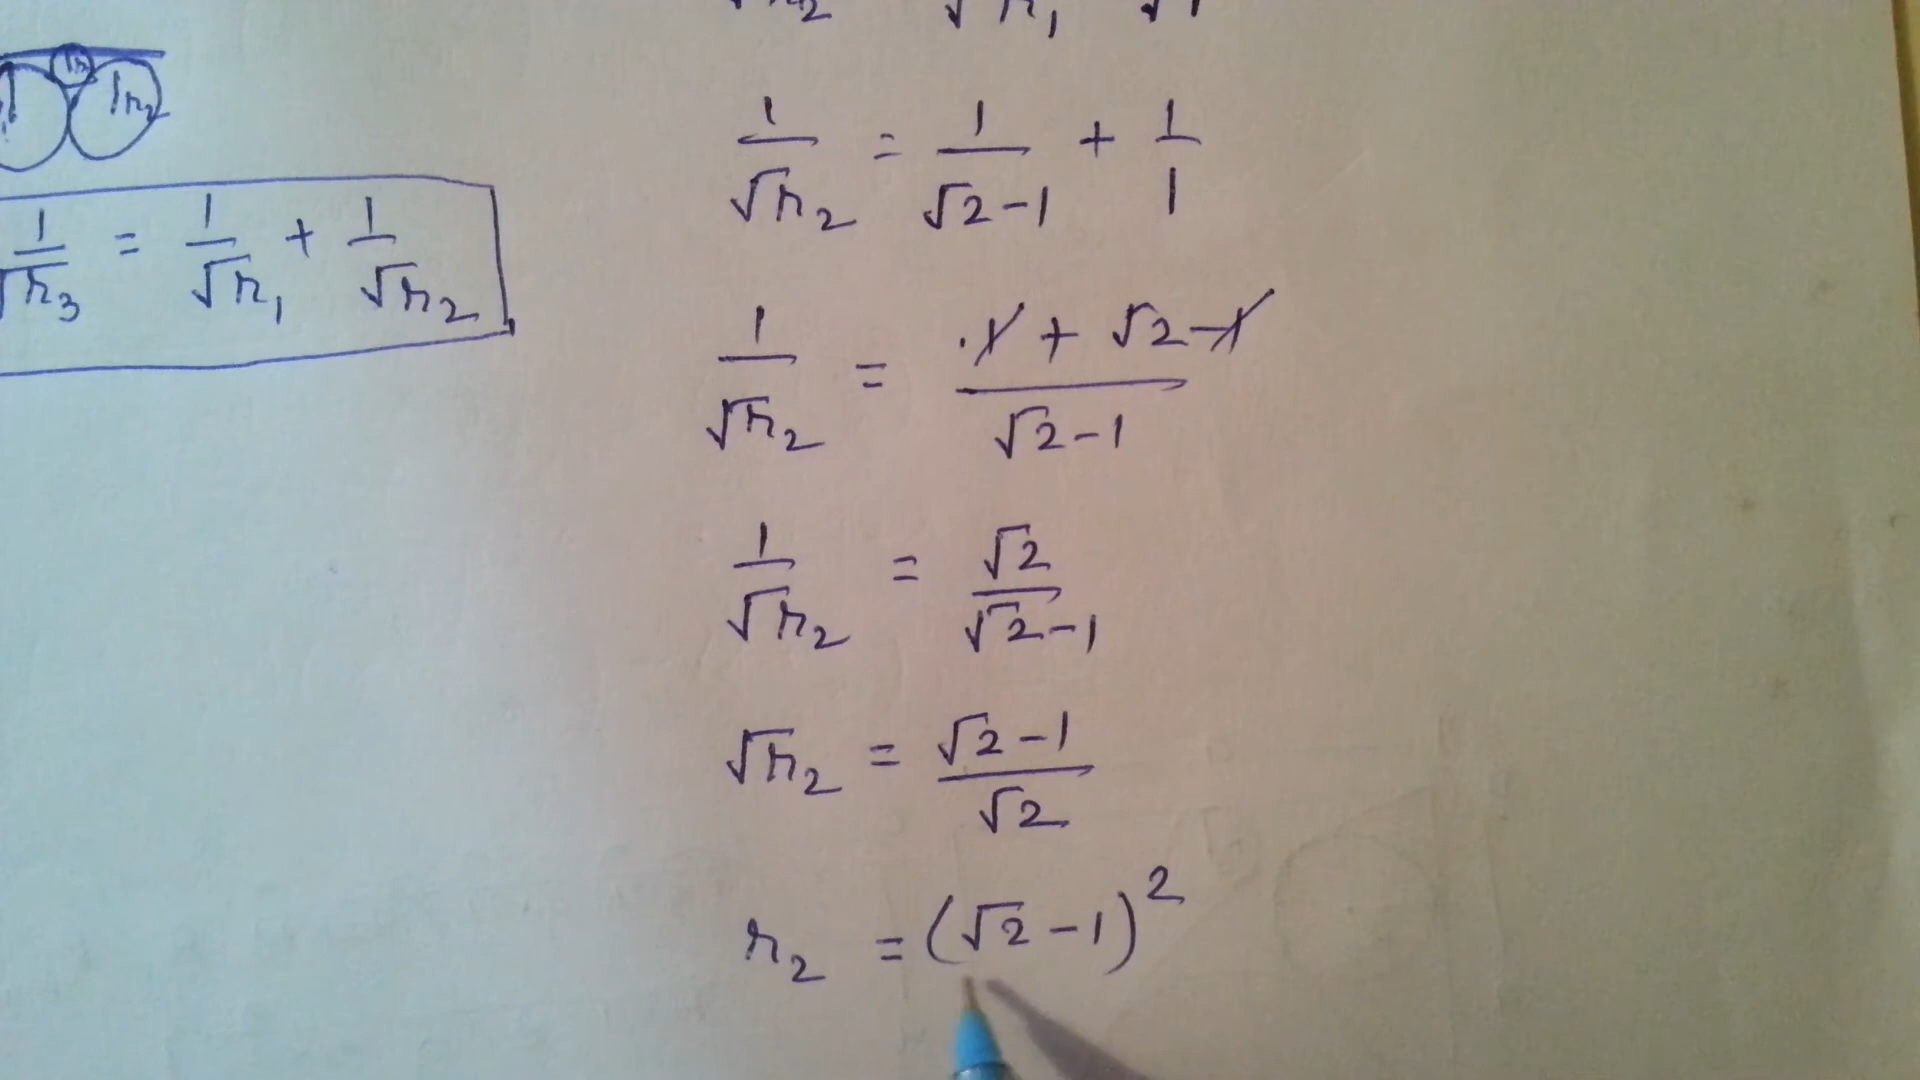 r₂
1/√r₃ = 1/√r₁ + 1/√r₂
1/√r₂ = 1/(√2-1) + 1/1
1/√r₂ = (1 + √2-1)/(√2-1)
1/√r₂ = √2/(√2-1)
√r₂ = (√2-1)/√2
r₂ = (√2-1)²